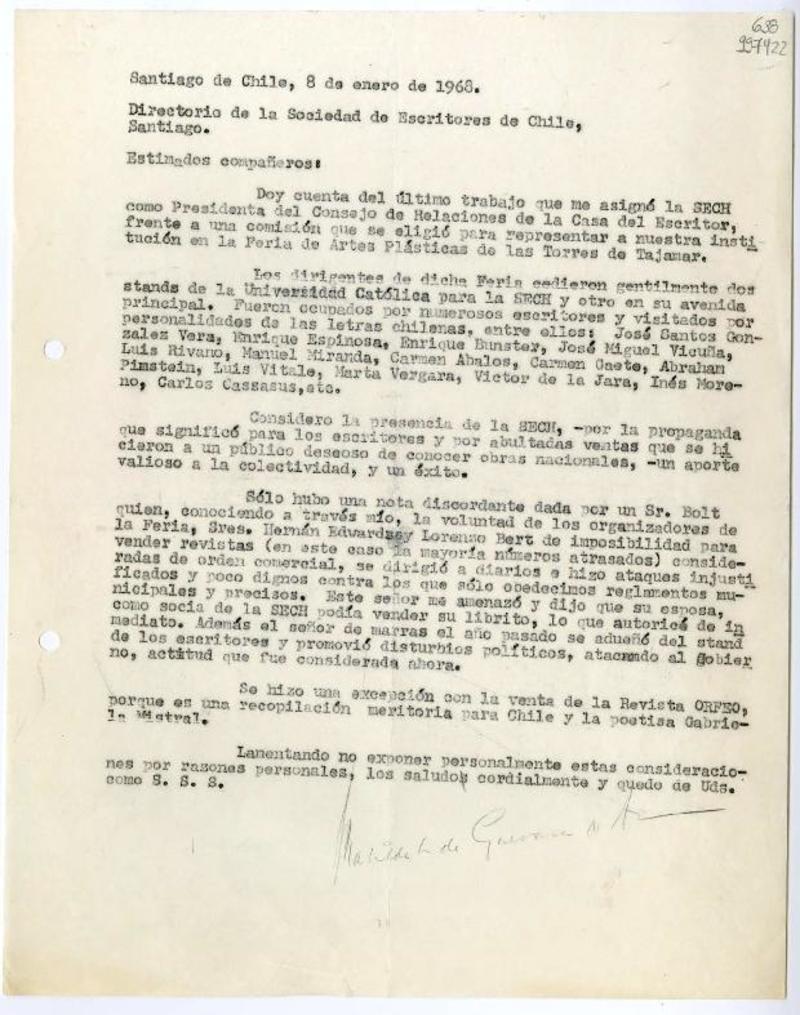 638
997422
Santiago de Chile, 8 de enero de 1968.
Directorio de la Sociedad de Escritores de Chile,
Santiago.
Estimados compañeros:
Doy cuenta del último trabajo que me asignó la SECH
como Presidenta del Consejo de Relaciones de la Casa del Escritor,
frente a una comisión que se eligió para representar a nuestra insti
tución en la Feria de Artes Plásticas de las Torres de Tajamar.
Los dirigentes de dicha Feria cedieron gentilmente dos
stands de la Universidad Católica para la SECH y otro en su avenida
principal. Fueron ocupados por numerosos escritores y visitados por
personalidades de las letras chilenas, entre ellos: José Santos Gon-
zalez Vera, Enrique Espinosa, Enrique Bunster, José Miguel Vicuña,
Luis Rivano, Manuel Miranda, Carmen Abalos, Carmen Gaete, Abraham
Pimstein, Luis Vitale, Marta Vergara, Victor de la Jara, Inés More-
no, Carlos Cassasus,etc.
Considero la presencia de la SECH, -por la propaganda
que significó para los escritores y por abultadas ventas que se hi
cieron a un público deseoso de conocer obras nacionales, -un aporte
valioso a la colectividad, y un éxito.
Sólo hubo una nota discordante dada por un Sr. Bolt
quien, conociendo a través mío, la voluntad de los organizadores de
la Feria, Sres. Hernán Edwards y Lorenzo Bert de imposibilidad para
vender revistas (en este caso la mayoría números atrasados) conside-
radas de orden comercial, se dirigió a diarios e hizo ataques injusti
ficados y poco dignos contra los que sólo obedecimos reglamentos mu-
nicipales y precisos. Este señor me amenazó y dijo que su esposa,
como socia de la SECH podía vender su librito, lo que autoricé de in
mediato. Además el señor de marras el año pasado se adueñó del stand
de los escritores y promovió disturbios políticos, atacando al Gobier
no, actitud que fue considerada ahora.
Se hizo una excepción con la venta de la Revista ORFEO,
porque es una recopilación meritoria para Chile y la poetisa Gabrie-
la Mistral.
Lamentando no exponer personalmente estas consideracio-
nes por razones personales, los saludos cordialmente y quedo de Uds.
como S. S. S.
Matilde L de Guevara